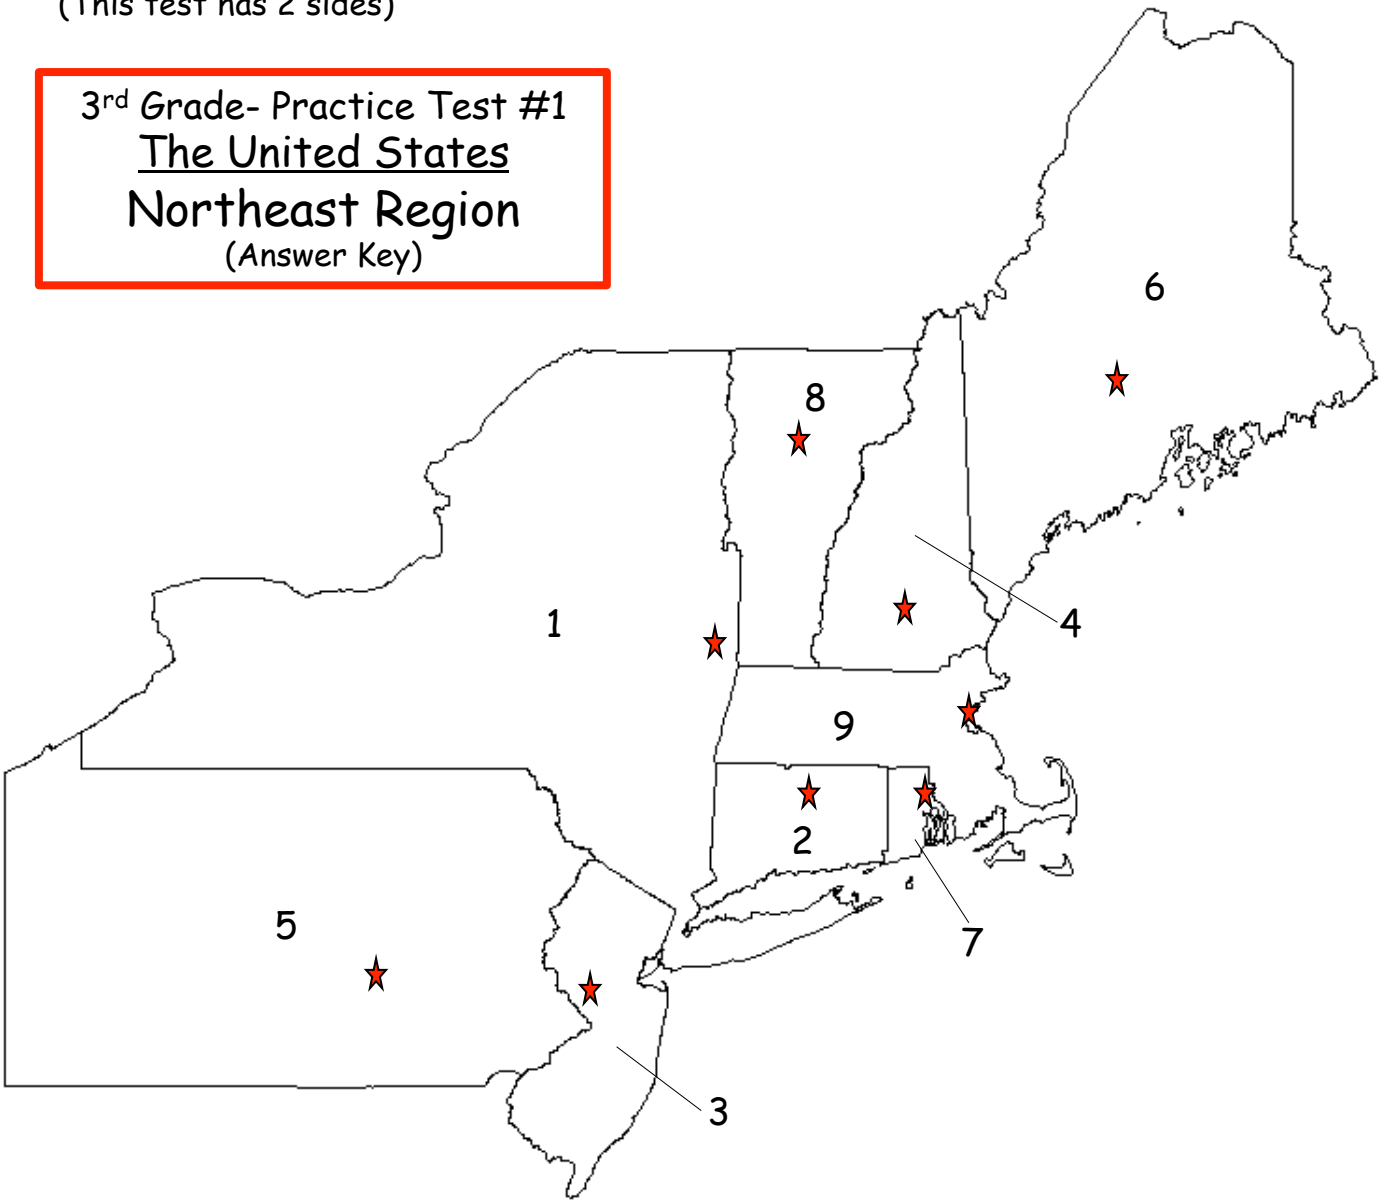 (This test has 2 sides)
3rd Grade- Practice Test #1
The United States
Northeast Region
(Answer Key)
6
8
1
4
9
2
5
7
3